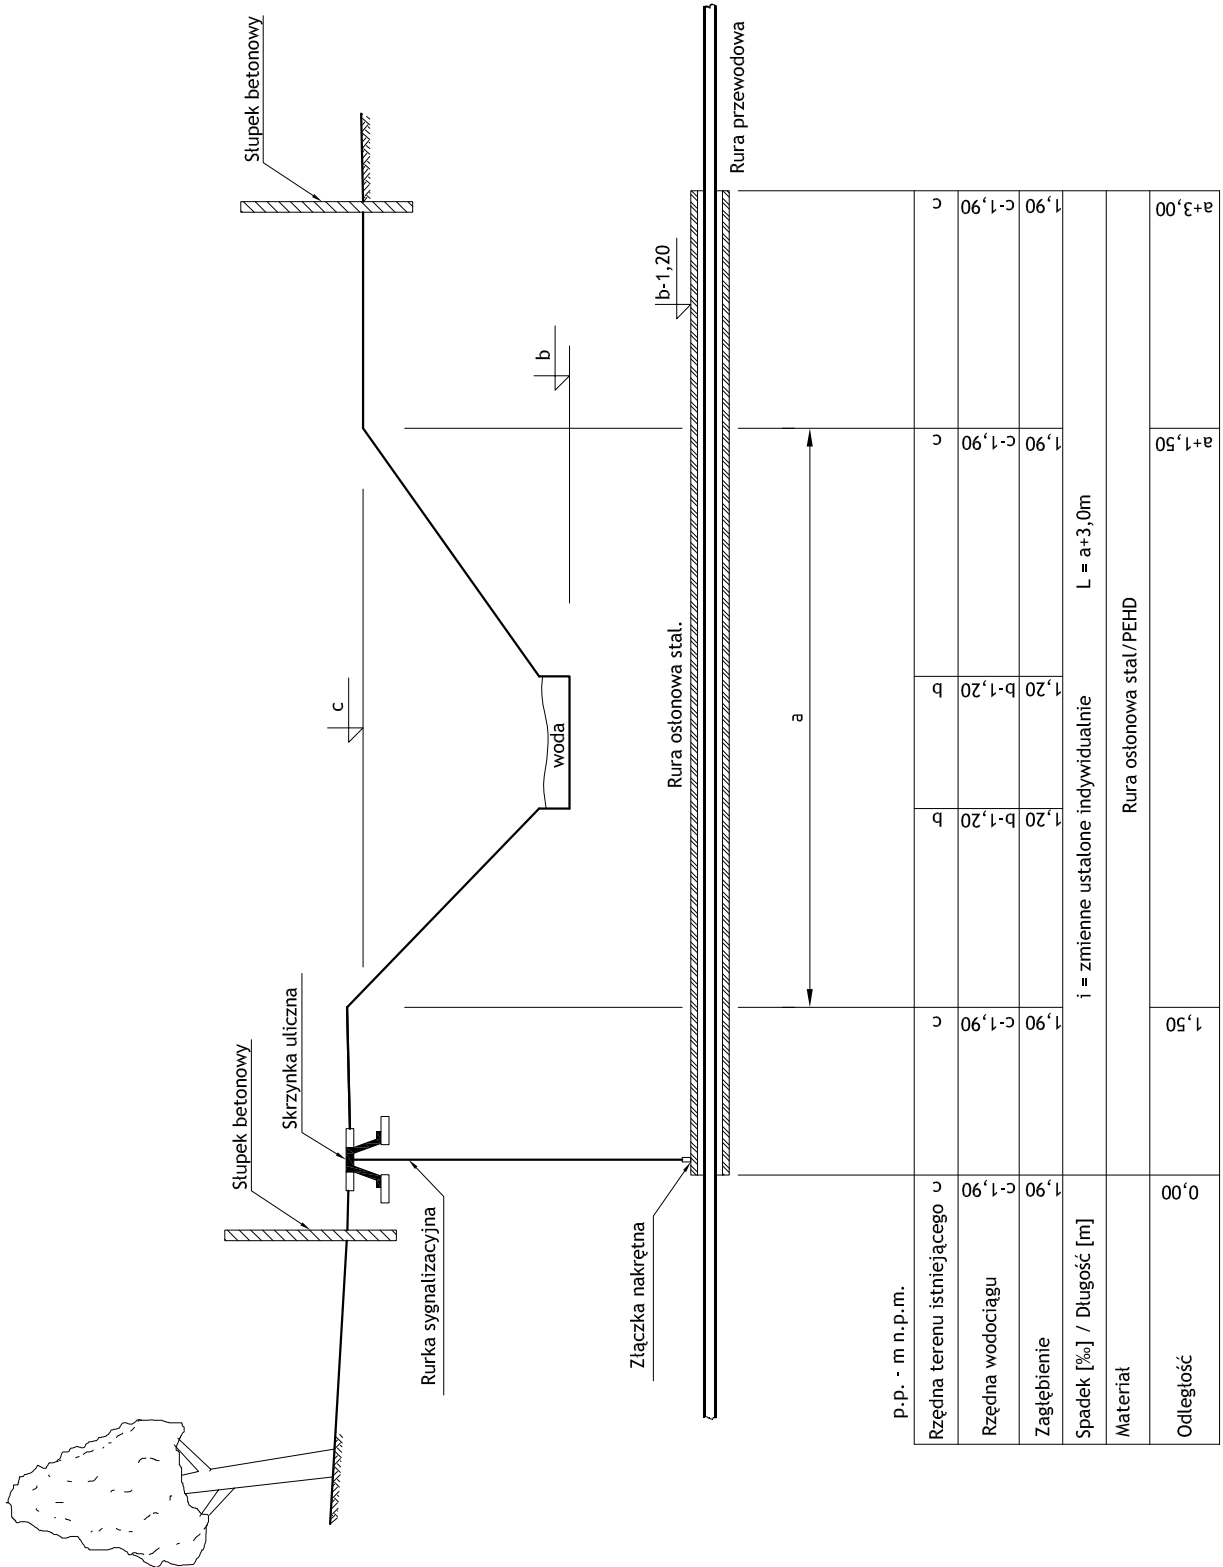 Słupek betonowy
Skrzynka uliczna
Słupek betonowy
c
b
woda
Rurka sygnalizacyjna
Złączka nakrętna
Rura osłonowa stal.
b-1,20
Rura przewodowa
a
p.p. - m n.p.m.
Rzędna terenu istniejącego c c b b c c
Rzędna wodociągu c-1,90 c-1,90 b-1,20 b-1,20 c-1,90 c-1,90
Zagłębienie 1,90 1,90 1,20 1,20 1,90 1,90
Spadek [‰] / Długość [m] i = zmienne ustalone indywidualnie L = a+3,0m
Materiał Rura osłonowa stal/PEHD
Odległość 0,00 1,50 a+1,50 a+3,00